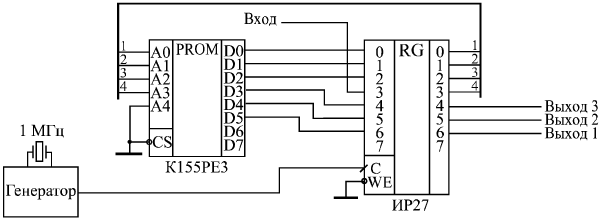 Вход
1 A0 PROM D0 0 RG 0 1
2 A1 D1 1 1 2
3 A2 D2 2 2 3
4 A3 D3 3 3 4
A4 D4 4 4 Выход 3
D5 5 5 Выход 2
D6 6 6 Выход 1
CS D7 7 7
К155РЕ3
C
WE
ИР27
1 МГц
Генератор